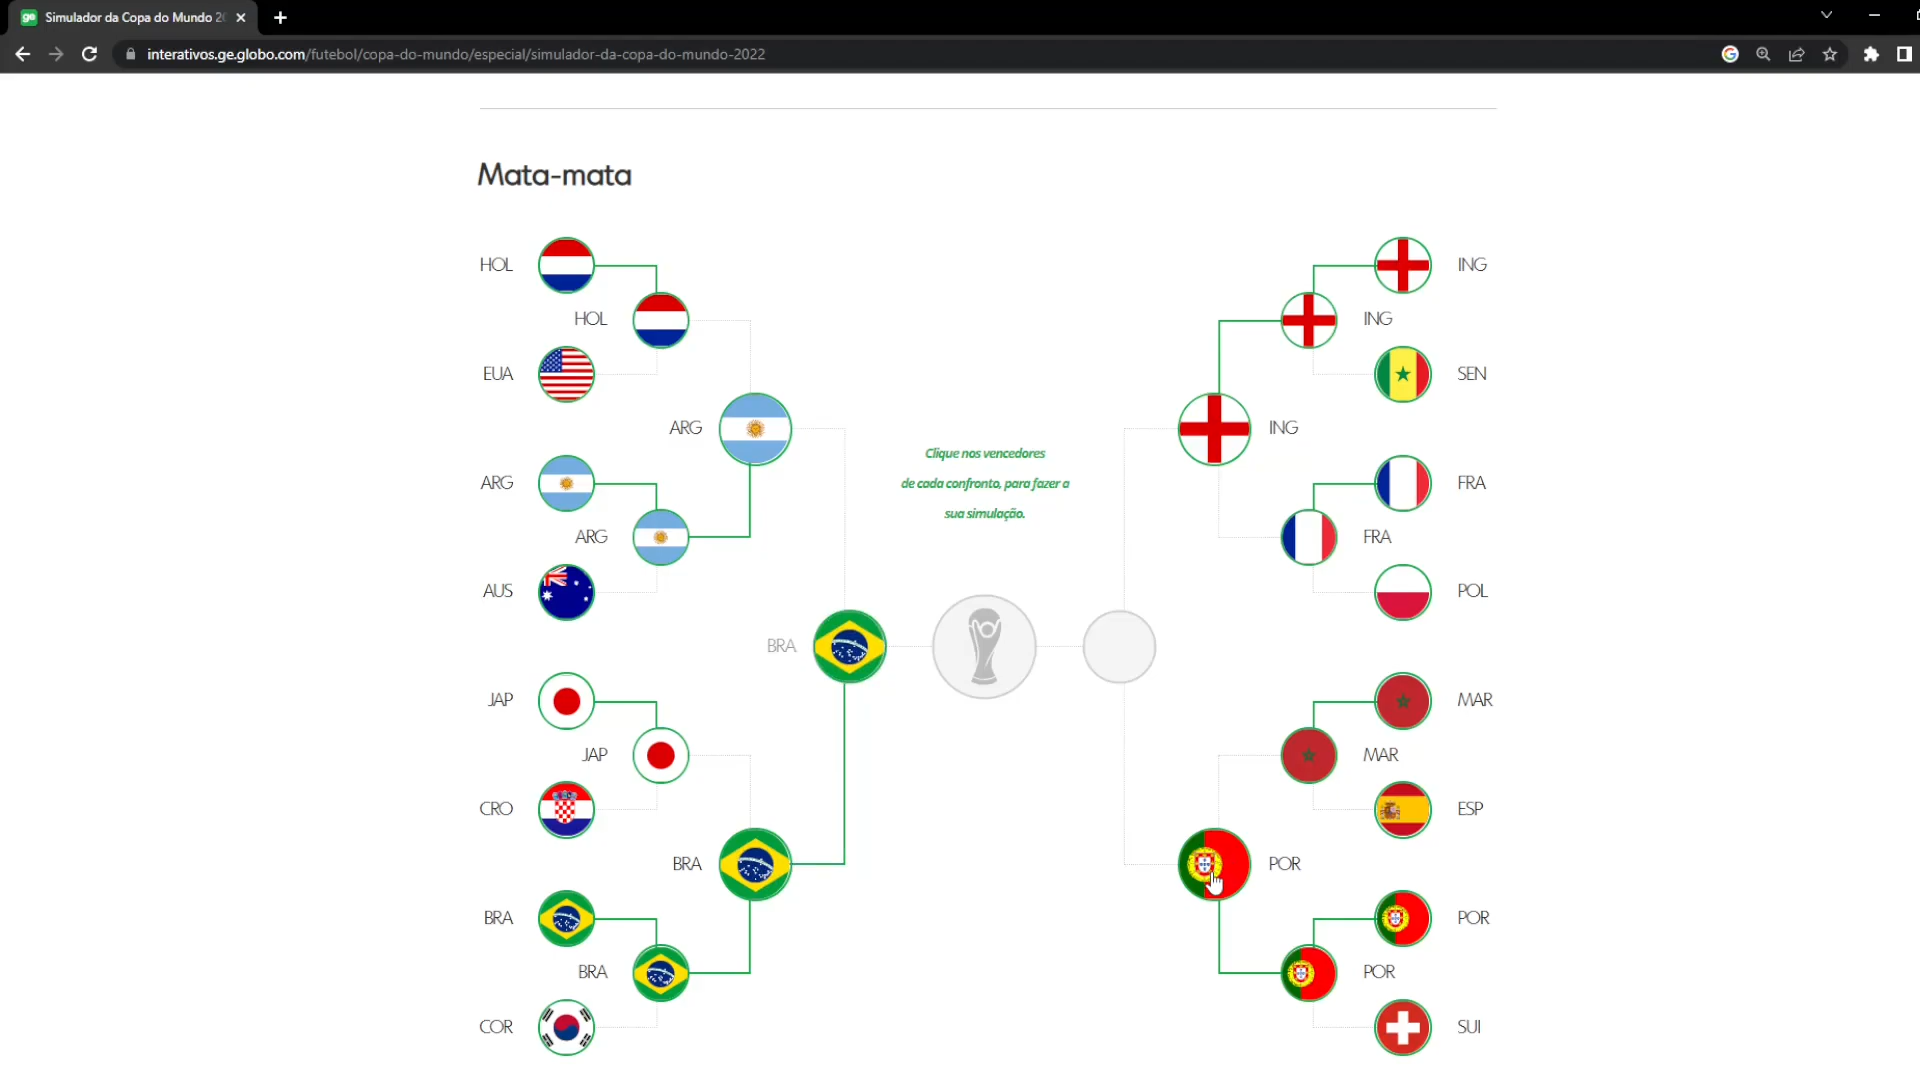 Simulador da Copa do Mundo 2
interativos.ge.globo.com/futebol/copa-do-mundo/especial/simulador-da-copa-do-mundo-2022
Mata-mata
HOL
HOL
EUA
ARG
ARG
ARG
AUS
BRA
JAP
JAP
CRO
BRA
BRA
BRA
COR
Clique nos vencedores
de cada confronto, para fazer a
sua simulação.
ING
ING
SEN
ING
FRA
FRA
POL
MAR
MAR
ESP
POR
POR
POR
SUI